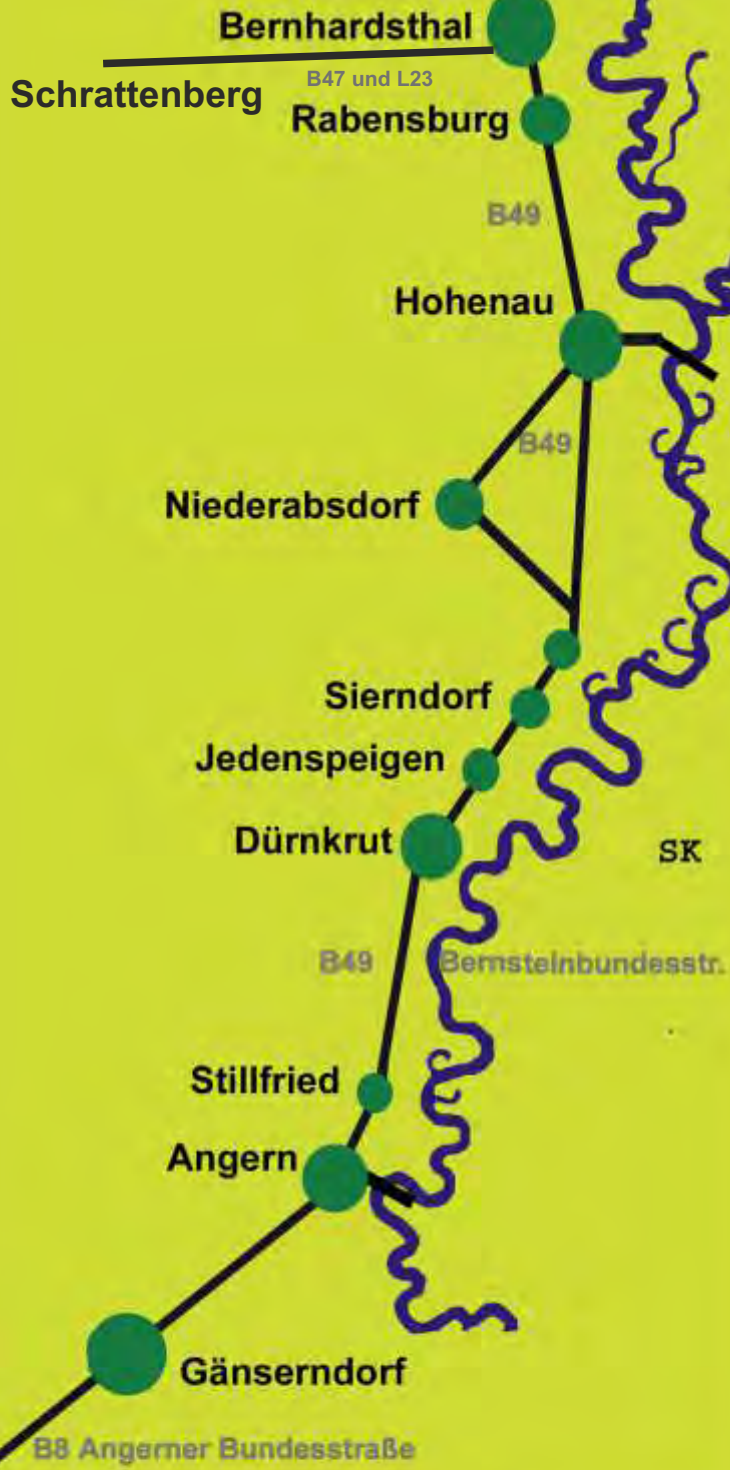 Bernhardsthal
B47 und L23
Schrattenberg
Rabensburg
B49
Hohenau
B49
Niederabsdorf
Sierndorf
Jedenspeigen
Dürnkrut
SK
B49
Bernsteinbundesstr.
Stillfried
Angern
Gänserndorf
B8 Angerner Bundesstraße